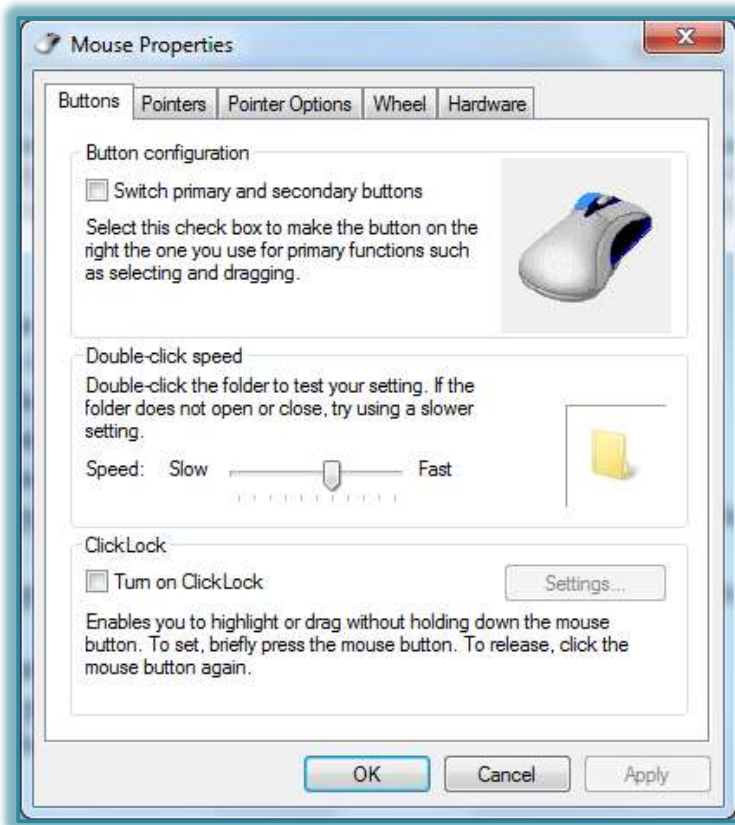 Mouse Properties
Buttons Pointers Pointer Options Wheel Hardware
Button configuration
Switch primary and secondary buttons
Select this check box to make the button on the
right the one you use for primary functions such
as selecting and dragging.
Double-click speed
Double-click the folder to test your setting. If the
folder does not open or close, try using a slower
setting.
Speed: Slow Fast
ClickLock
Turn on ClickLock Settings...
Enables you to highlight or drag without holding down the mouse
button. To set, briefly press the mouse button. To release, click the
mouse button again.
OK Cancel Apply